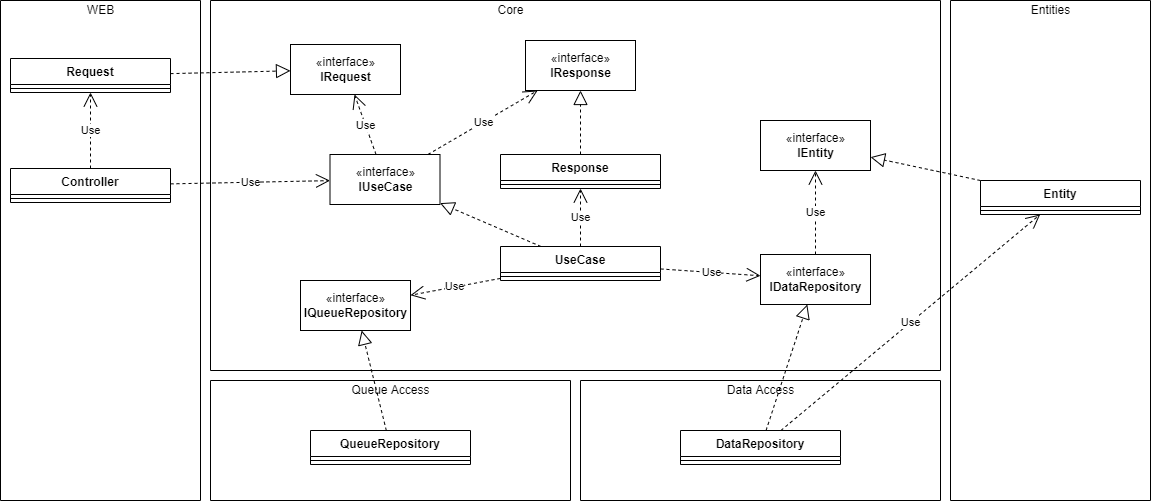 WEB
Core
Entities
Request
«interface»
IRequest
«interface»
IResponse
Use
Use
Use
«interface»
IEntity
Controller
Use
«interface»
IUseCase
Response
Entity
Use
Use
UseCase
Use
Use
«interface»
IDataRepository
«interface»
IQueueRepository
Use
Queue Access
Data Access
QueueRepository
DataRepository